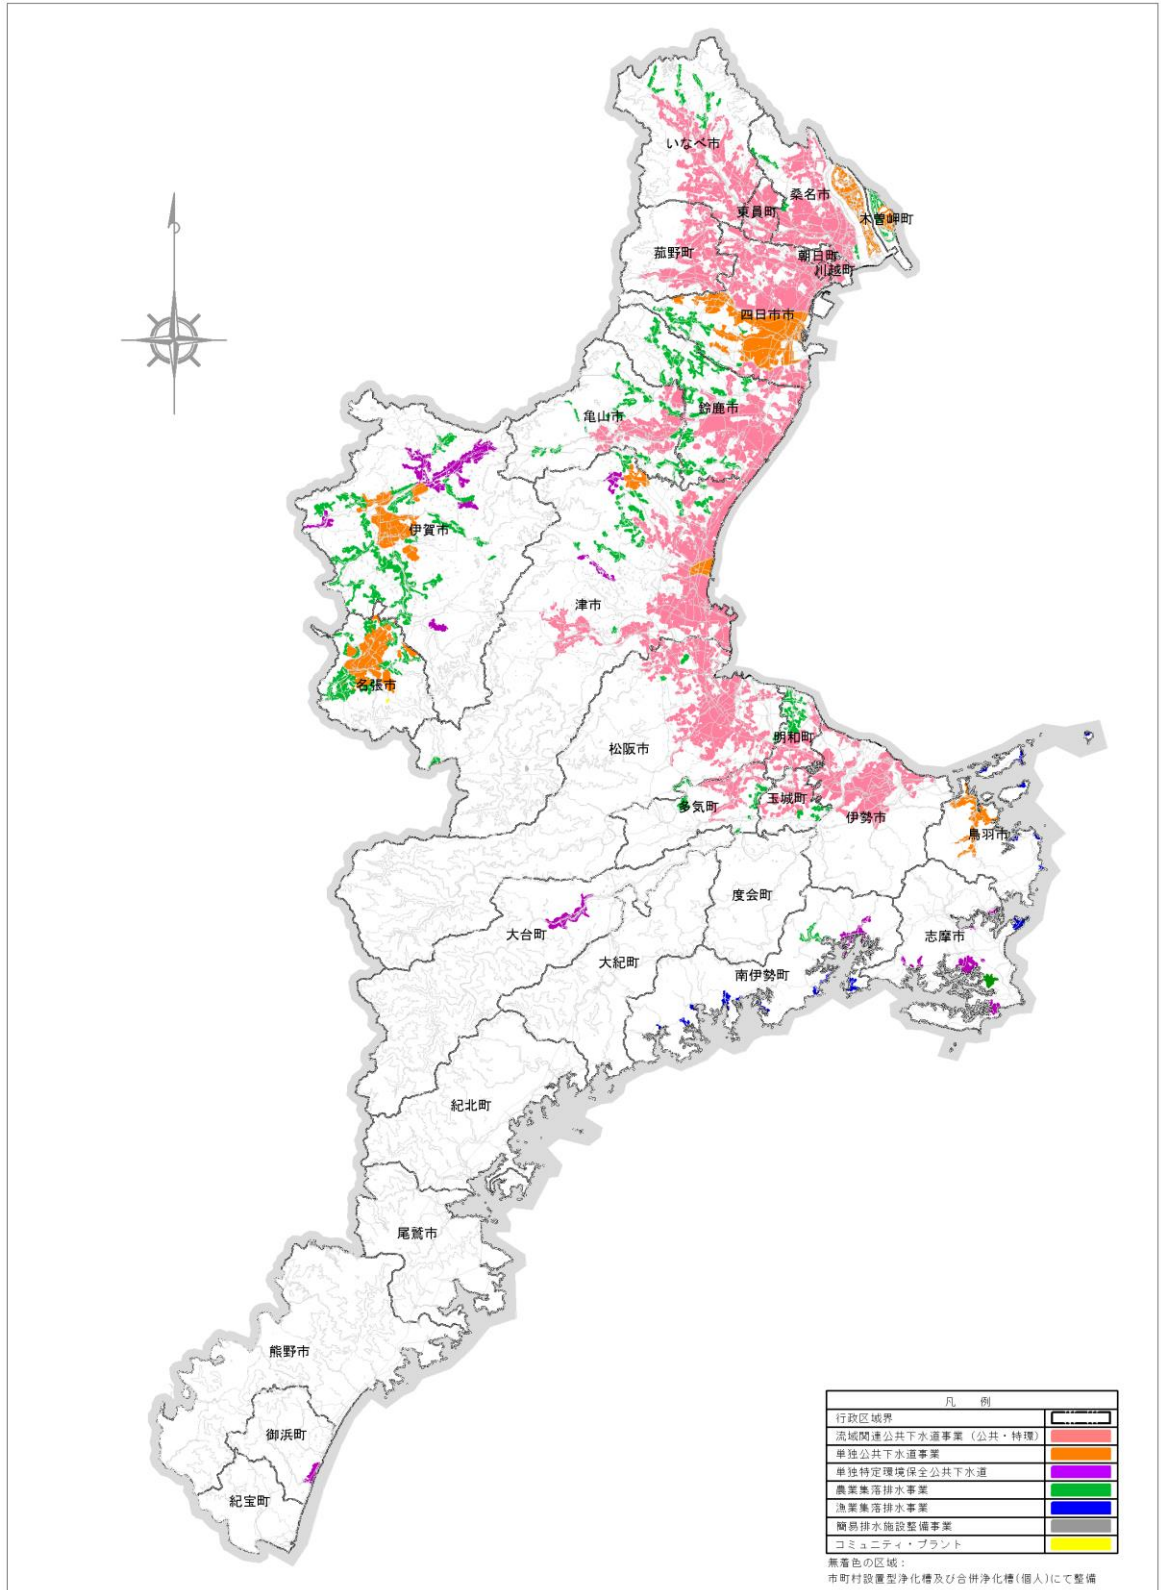 いなべ市
桑名市
東員町
木曽岬町
菰野町
朝日町
川越町
四日市市
亀山市
鈴鹿市
伊賀市
津市
名張市
松阪市
明和町
多気町
玉城町
伊勢市
鳥羽市
度会町
大台町
志摩市
大紀町
南伊勢町
紀北町
尾鷲市
熊野市
御浜町
紀宝町
凡 例
行政区域界
流域関連公共下水道事業（公共・特環）
単独公共下水道事業
単独特定環境保全公共下水道
農業集落排水事業
漁業集落排水事業
簡易排水施設整備事業
コミュニティ・プラント
無着色の区域：
市町村設置型浄化槽及び合併浄化槽(個人)にて整備